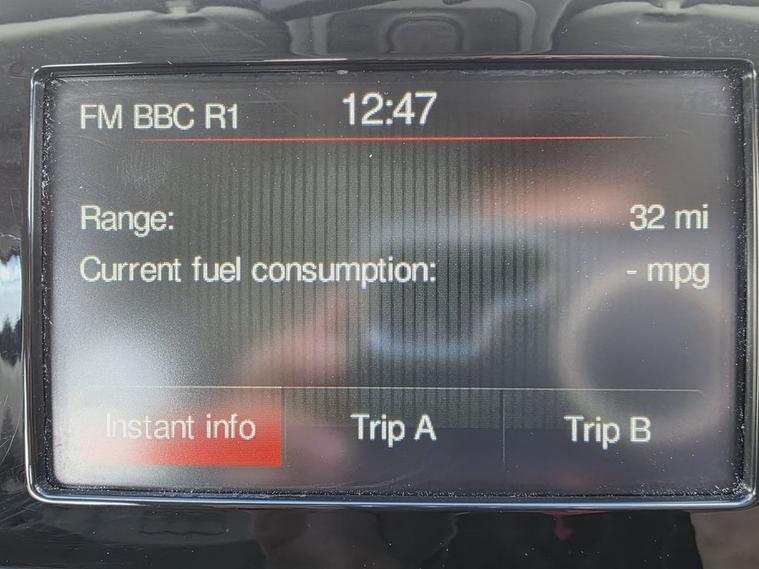 FM BBC R1 12:47
Range: 32 mi
Current fuel consumption: - mpg
Instant info Trip A Trip B